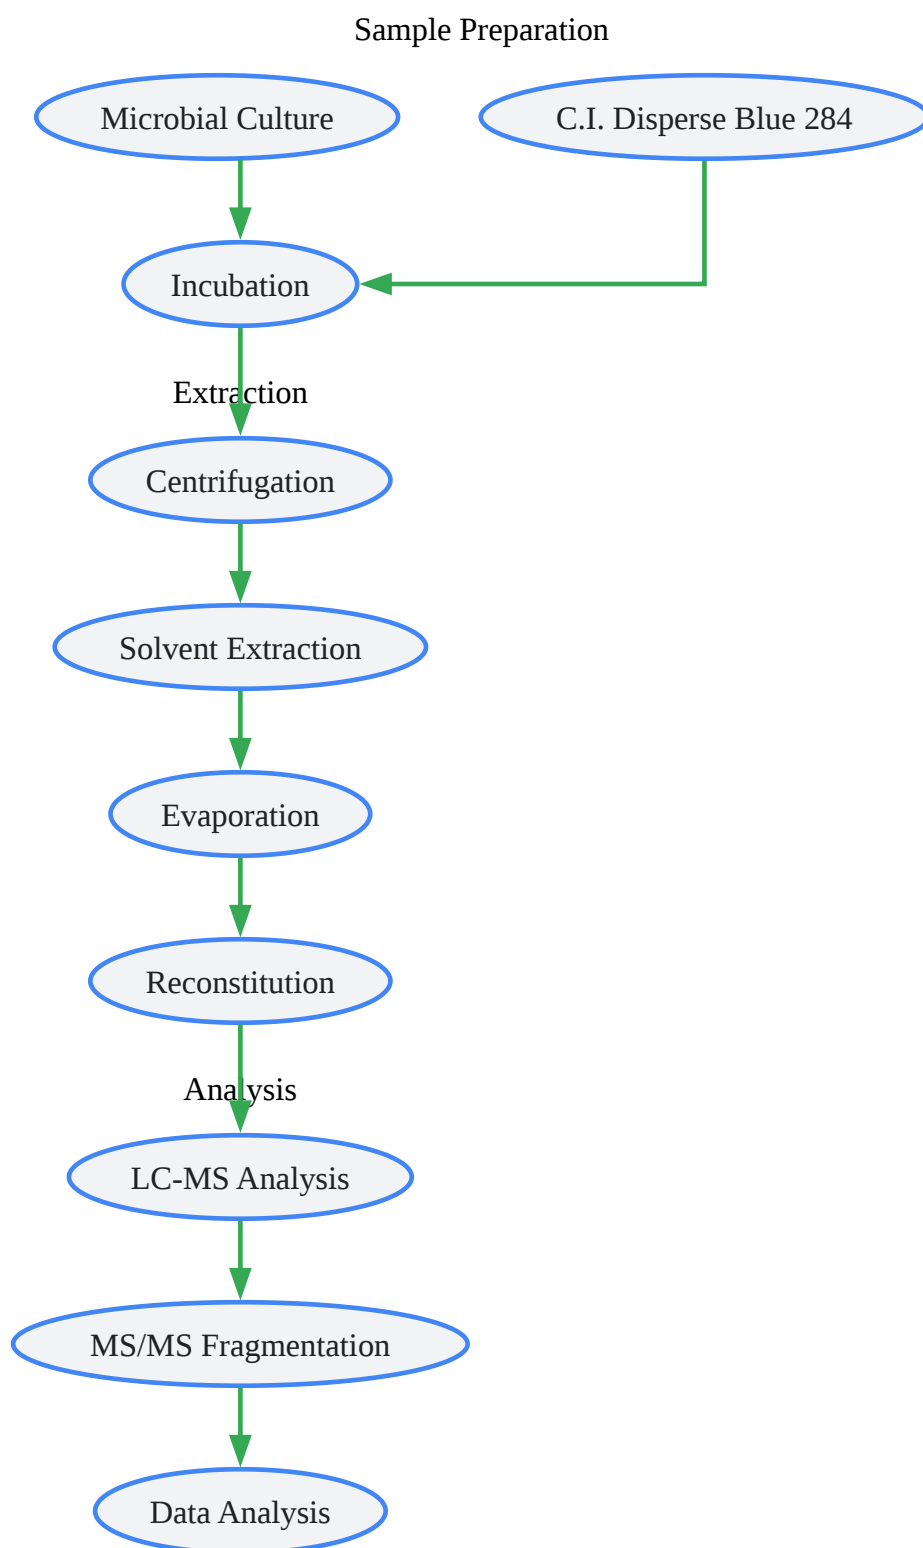 Sample Preparation
Microbial Culture
C.I. Disperse Blue 284
Incubation
Extraction
Centrifugation
Solvent Extraction
Evaporation
Reconstitution
Analysis
LC-MS Analysis
MS/MS Fragmentation
Data Analysis